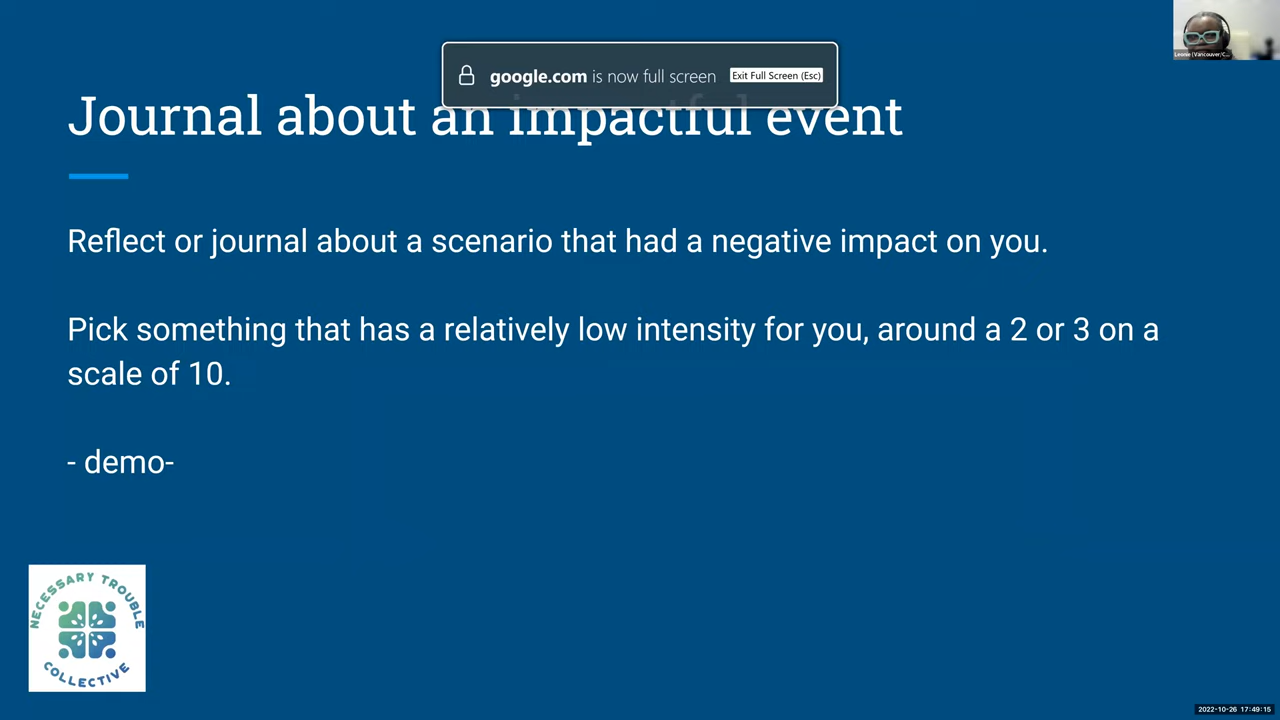 google.com is now full screen Exit Full Screen (Esc)
Journal about an impactful event
Reflect or journal about a scenario that had a negative impact on you.
Pick something that has a relatively low intensity for you, around a 2 or 3 on a
scale of 10.
- demo-
NECESSARY TROUBLE
COLLECTIVE
2022-10-26 17:49:15